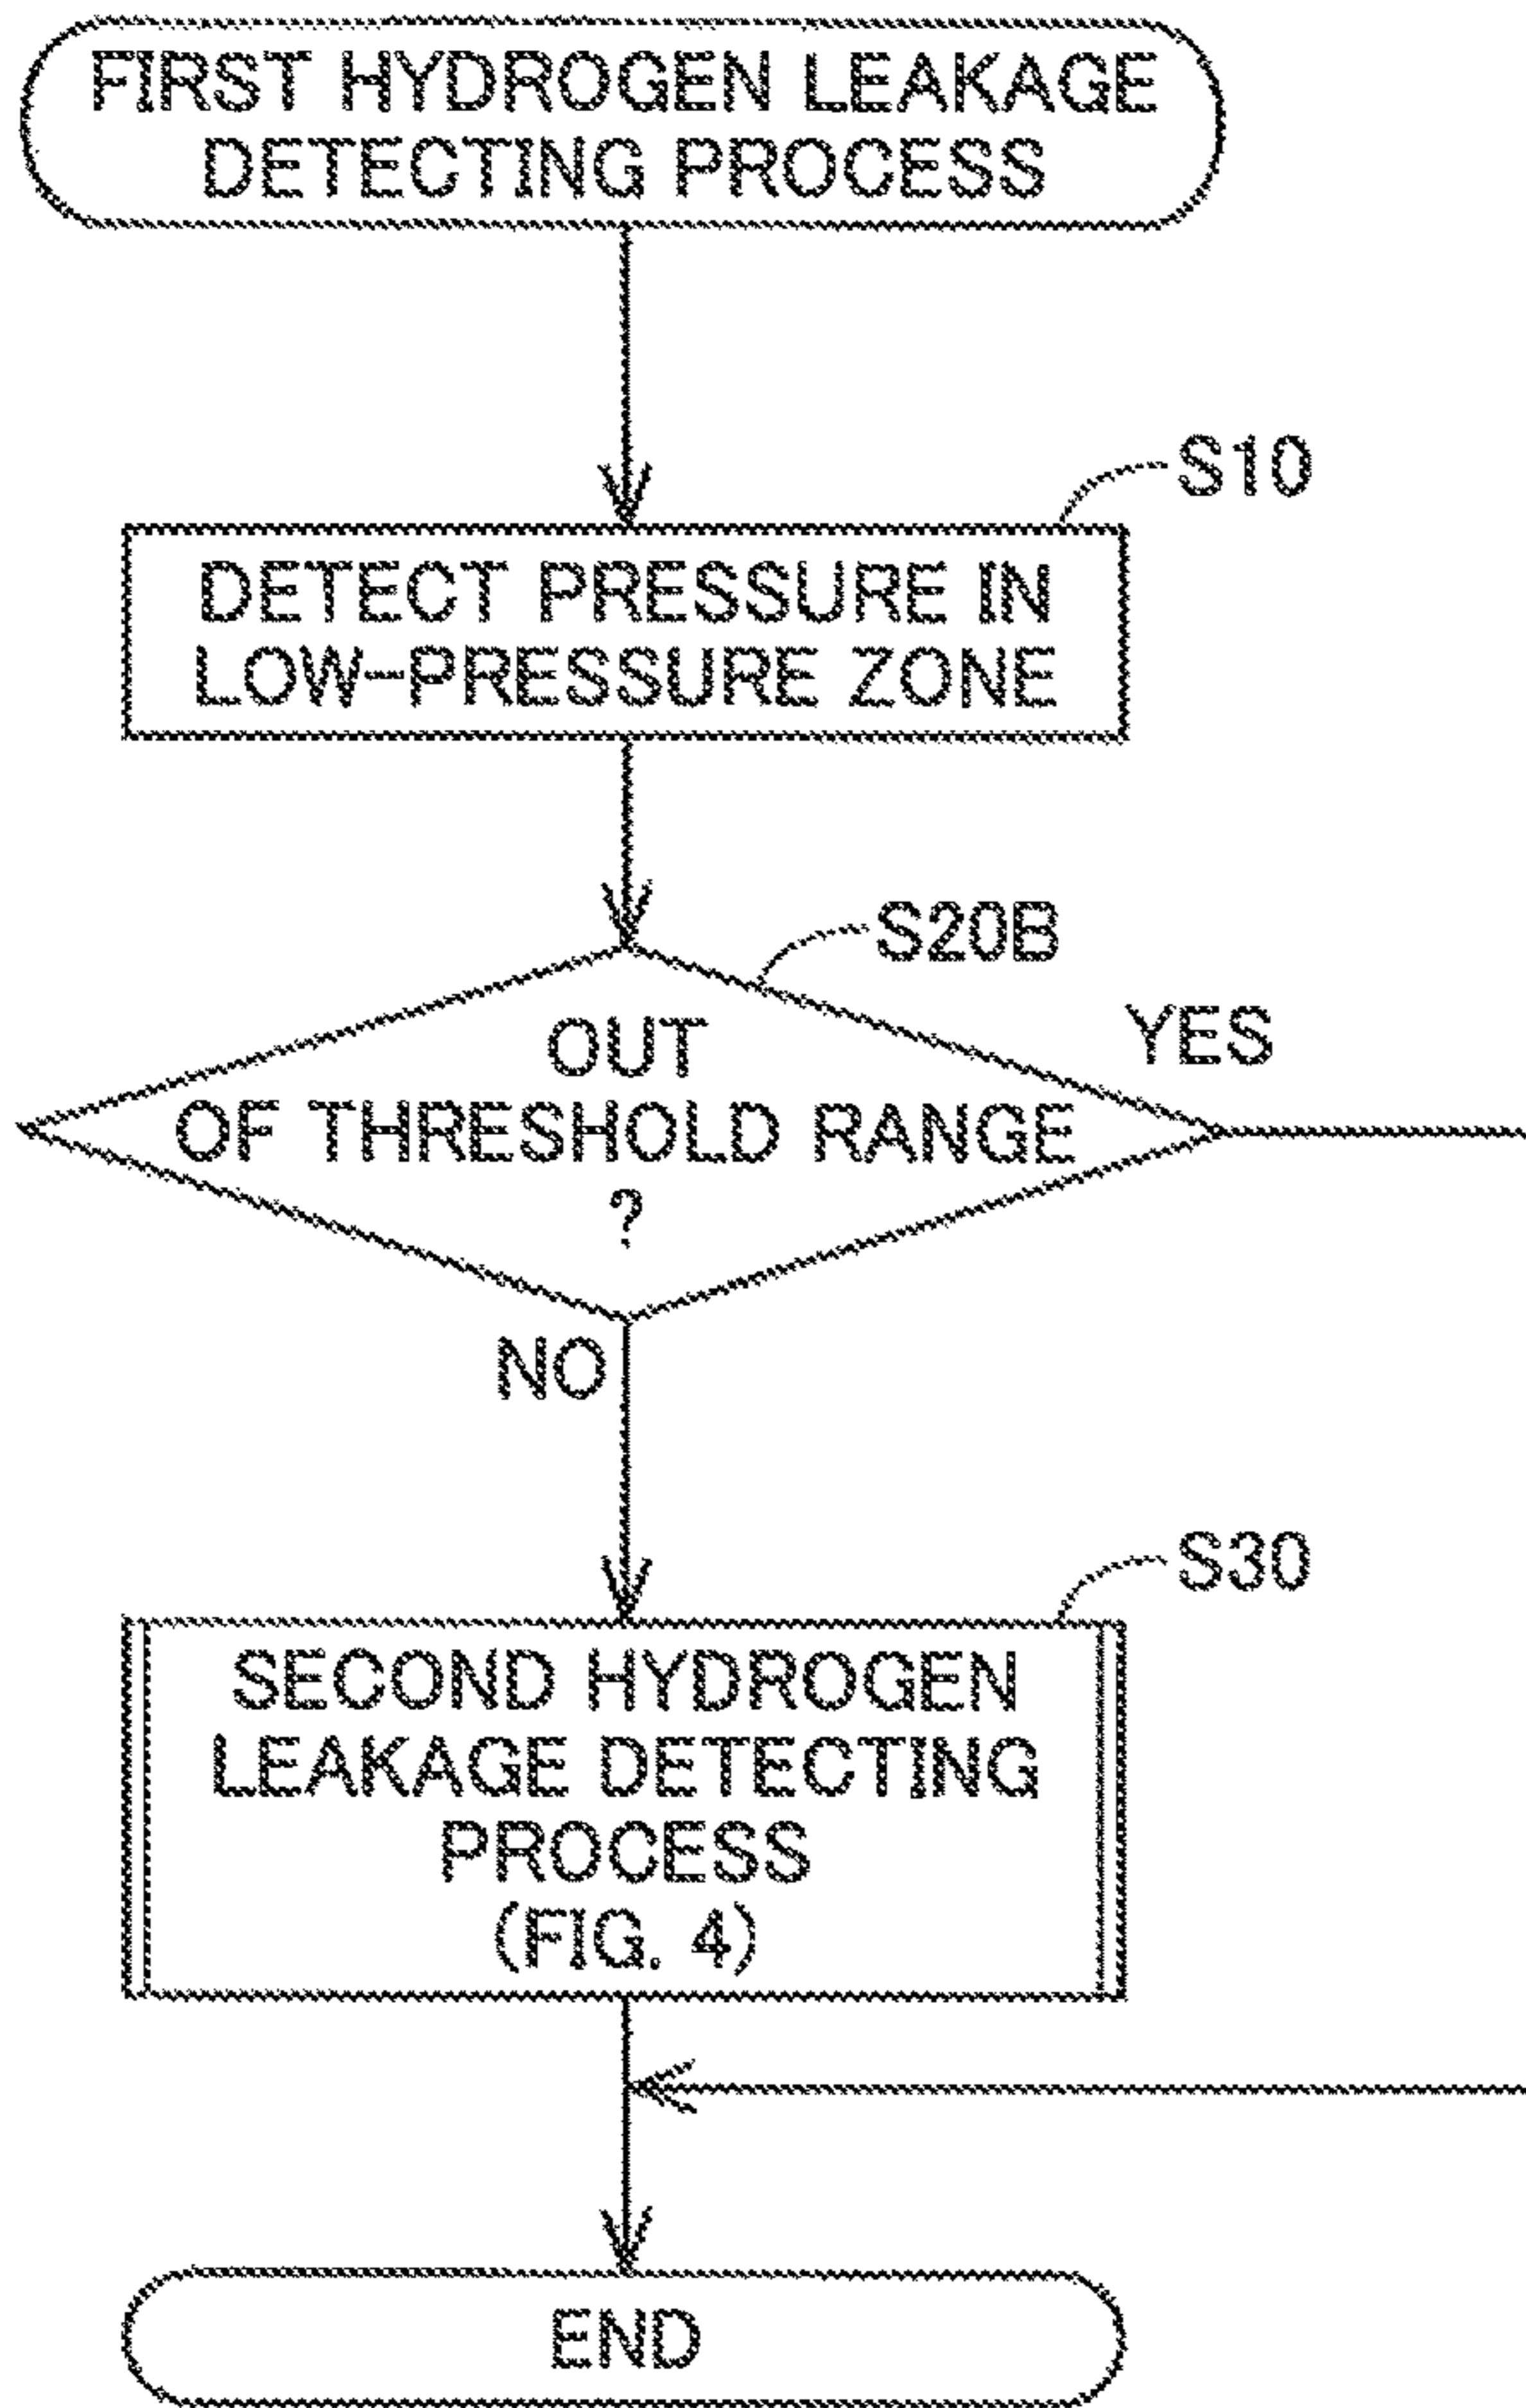 FIRST HYDROGEN LEAKAGE
DETECTING PROCESS
S10
DETECT PRESSURE IN
LOW-PRESSURE ZONE
S20B
OUT
OF THRESHOLD RANGE
?
YES
NO
S30
SECOND HYDROGEN
LEAKAGE DETECTING
PROCESS
(FIG. 4)
END